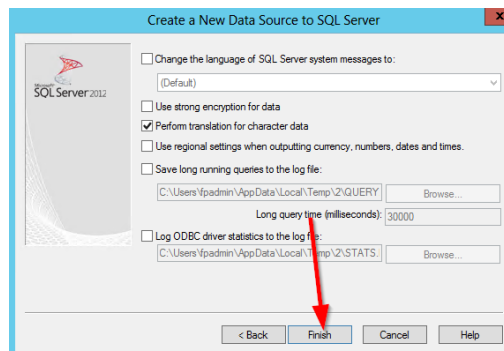 Create a New Data Source to SQL Server
x
Microsoft
SQL Server 2012
Change the language of SQL Server system messages to:
(Default)
Use strong encryption for data
Perform translation for character data
Use regional settings when outputting currency, numbers, dates and times.
Save long running queries to the log file:
C:\Users\fpadmin\AppData\Local\Temp\2\QUERY
Browse...
Long query time (milliseconds):
30000
Log ODBC driver statistics to the log file:
C:\Users\fpadmin\AppData\Local\Temp\2\STATS.
Browse...
< Back
Finish
Cancel
Help